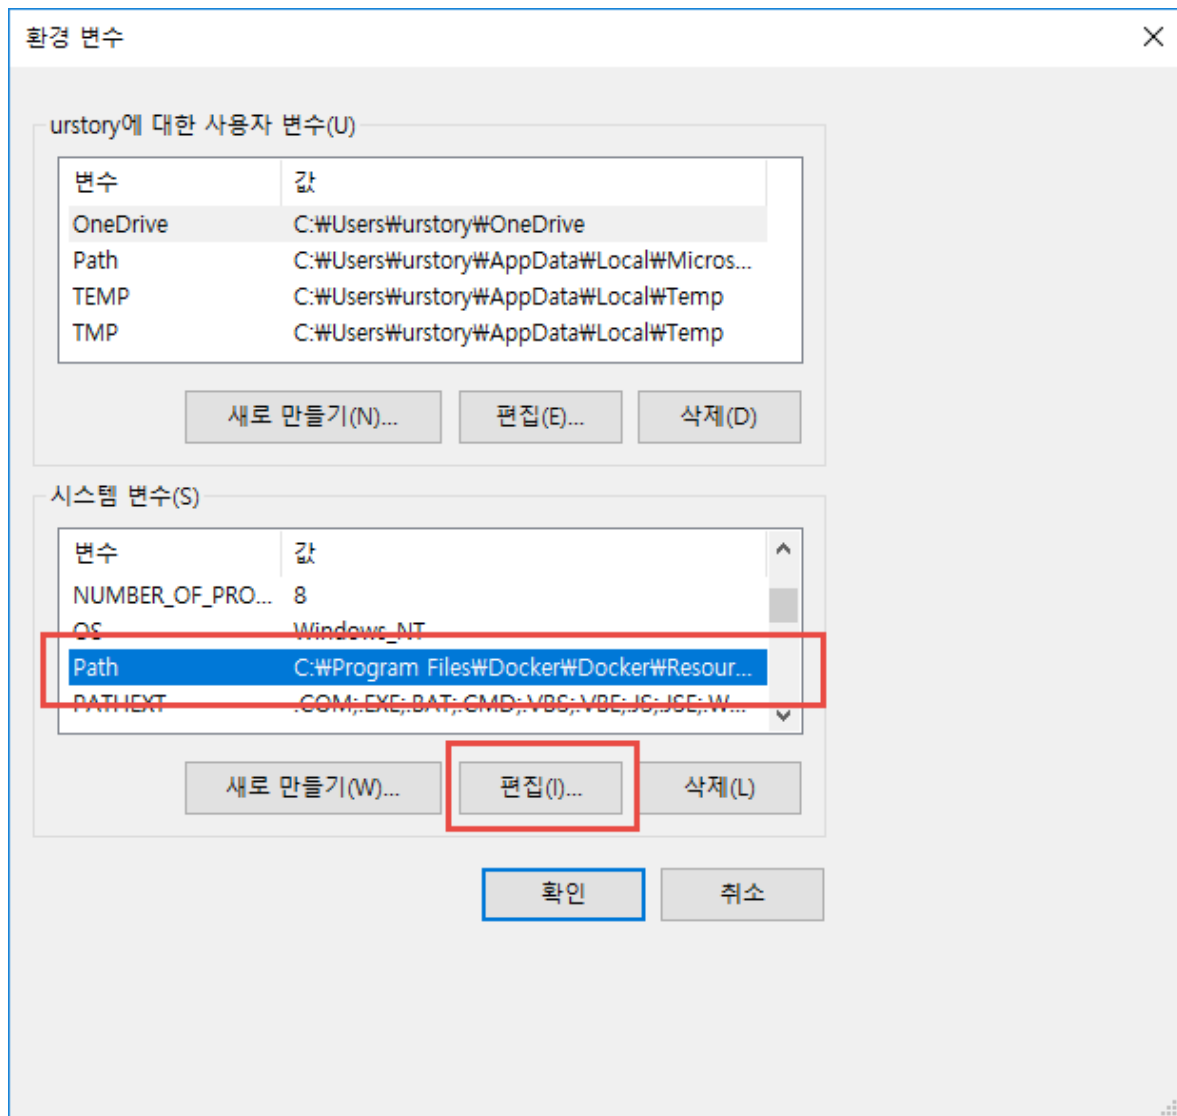 환경 변수
urstory에 대한 사용자 변수(U)
변수 값
OneDrive C:₩Users₩urstory₩OneDrive
Path C:₩Users₩urstory₩AppData₩Local₩Micros...
TEMP C:₩Users₩urstory₩AppData₩Local₩Temp
TMP C:₩Users₩urstory₩AppData₩Local₩Temp
새로 만들기(N)... 편집(E)... 삭제(D)
시스템 변수(S)
변수 값
NUMBER_OF_PRO... 8
OS Windows_NT
Path C:₩Program Files₩Docker₩Docker₩Resour...
PATHEXT .COM;.EXE;.BAT;.CMD;.VBS;.VBE;.JS;.JSE;.W...
새로 만들기(W)... 편집(I)... 삭제(L)
확인 취소